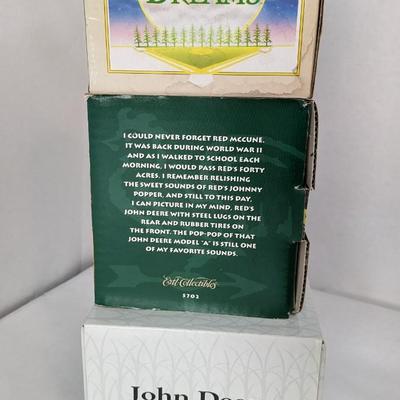 DREAMS
I COULD NEVER FORGET RED MCCUNE.
IT WAS BACK DURING WORLD WAR II
AND AS I WALKED TO SCHOOL EACH
MORNING, I WOULD PASS RED'S FORTY
ACRES. I REMEMBER RELISHING
THE SWEET SOUNDS OF RED'S JOHNNY
POPPER, AND STILL TO THIS DAY,
I CAN PICTURE IN MY MIND, RED'S
JOHN DEERE WITH STEEL LUGS ON THE
REAR AND RUBBER TIRES ON
THE FRONT. THE POP-POP OF THAT
JOHN DEERE MODEL 'A' IS STILL ONE
OF MY FAVORITE SOUNDS.
Ertl Collectibles
5702
John Deere